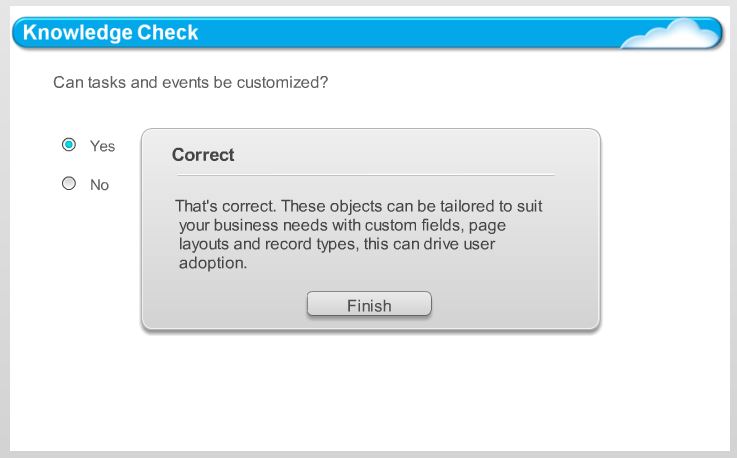 Knowledge Check
Can tasks and events be customized?
Yes
No
Correct
That's correct. These objects can be tailored to suit
your business needs with custom fields, page
layouts and record types, this can drive user
adoption.
Finish